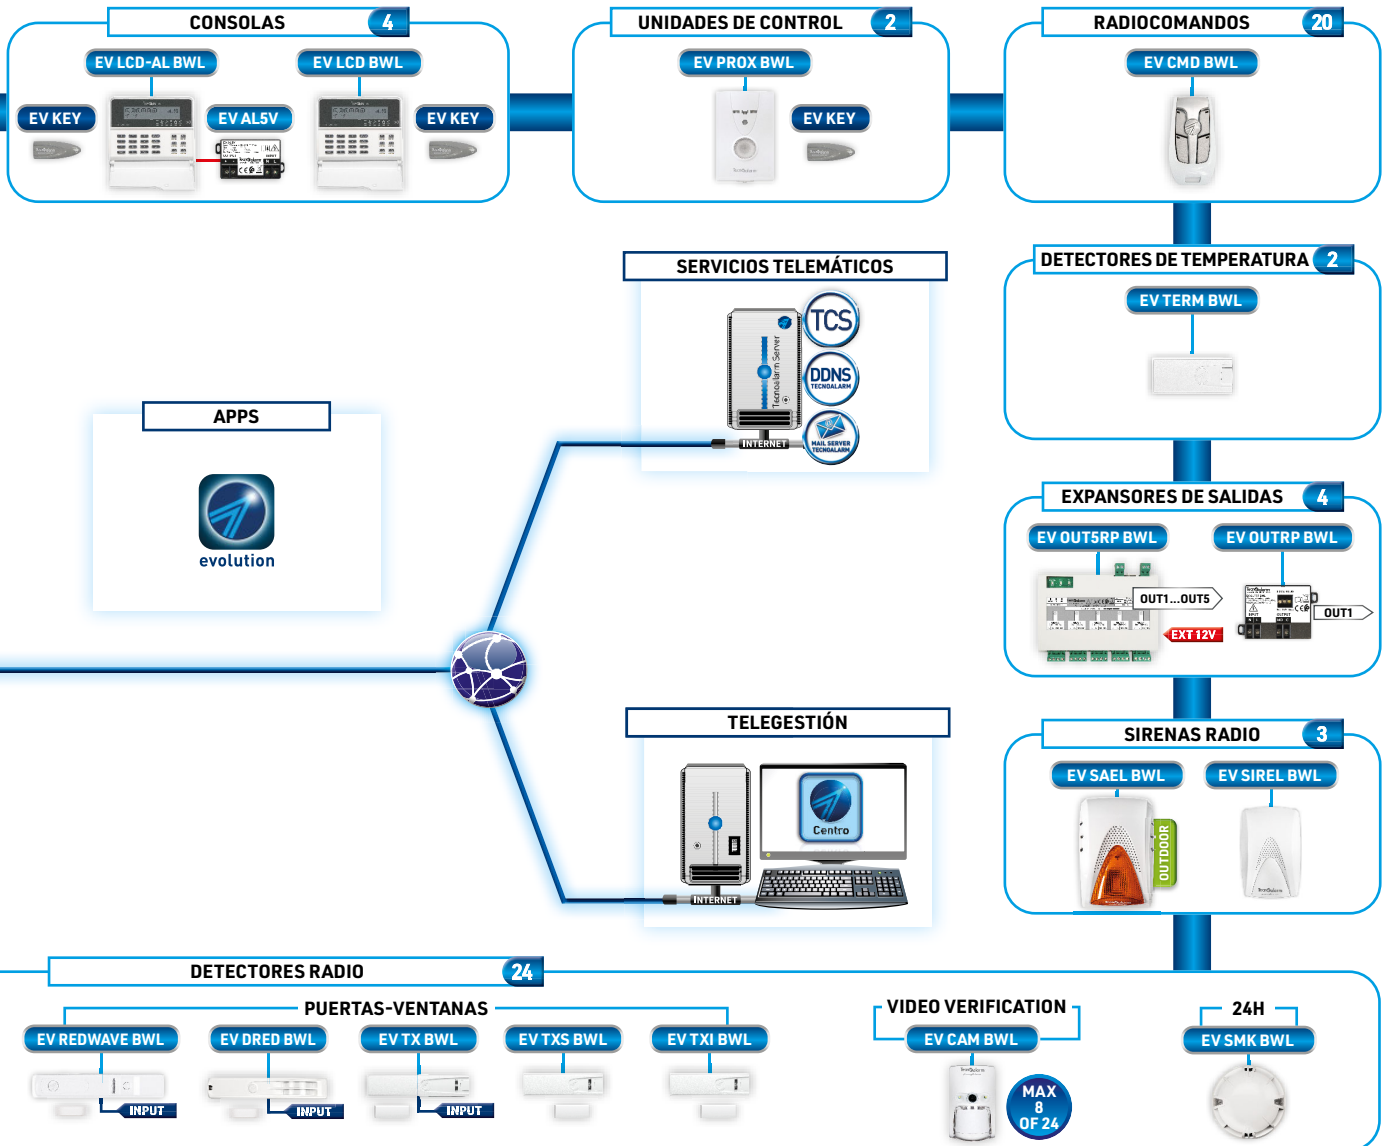 CONSOLAS 4
EV LCD-AL BWL
EV LCD BWL
EV KEY
EV AL5V
EV KEY
UNIDADES DE CONTROL 2
EV PROX BWL
EV KEY
RADIOCOMANDOS 20
EV CMD BWL
DETECTORES DE TEMPERATURA 2
EV TERM BWL
SERVICIOS TELEMÁTICOS
Tecnoalarm Server
TCS
DDNS
TECNOALARM
MAIL SERVER
TECNOALARM
INTERNET
APPS
evolution
EXPANSORES DE SALIDAS 4
EV OUT5RP BWL
EV OUTRP BWL
OUT1...OUT5
EXT 12V
OUT1
TELEGESTIÓN
Centro
INTERNET
SIRENAS RADIO 3
EV SAEL BWL
EV SIREL BWL
OUTDOOR
DETECTORES RADIO 24
PUERTAS-VENTANAS
EV REDWAVE BWL
EV DRED BWL
EV TX BWL
EV TXS BWL
EV TXI BWL
INPUT
INPUT
INPUT
VIDEO VERIFICATION
EV CAM BWL
MAX
8
OF 24
24H
EV SMK BWL